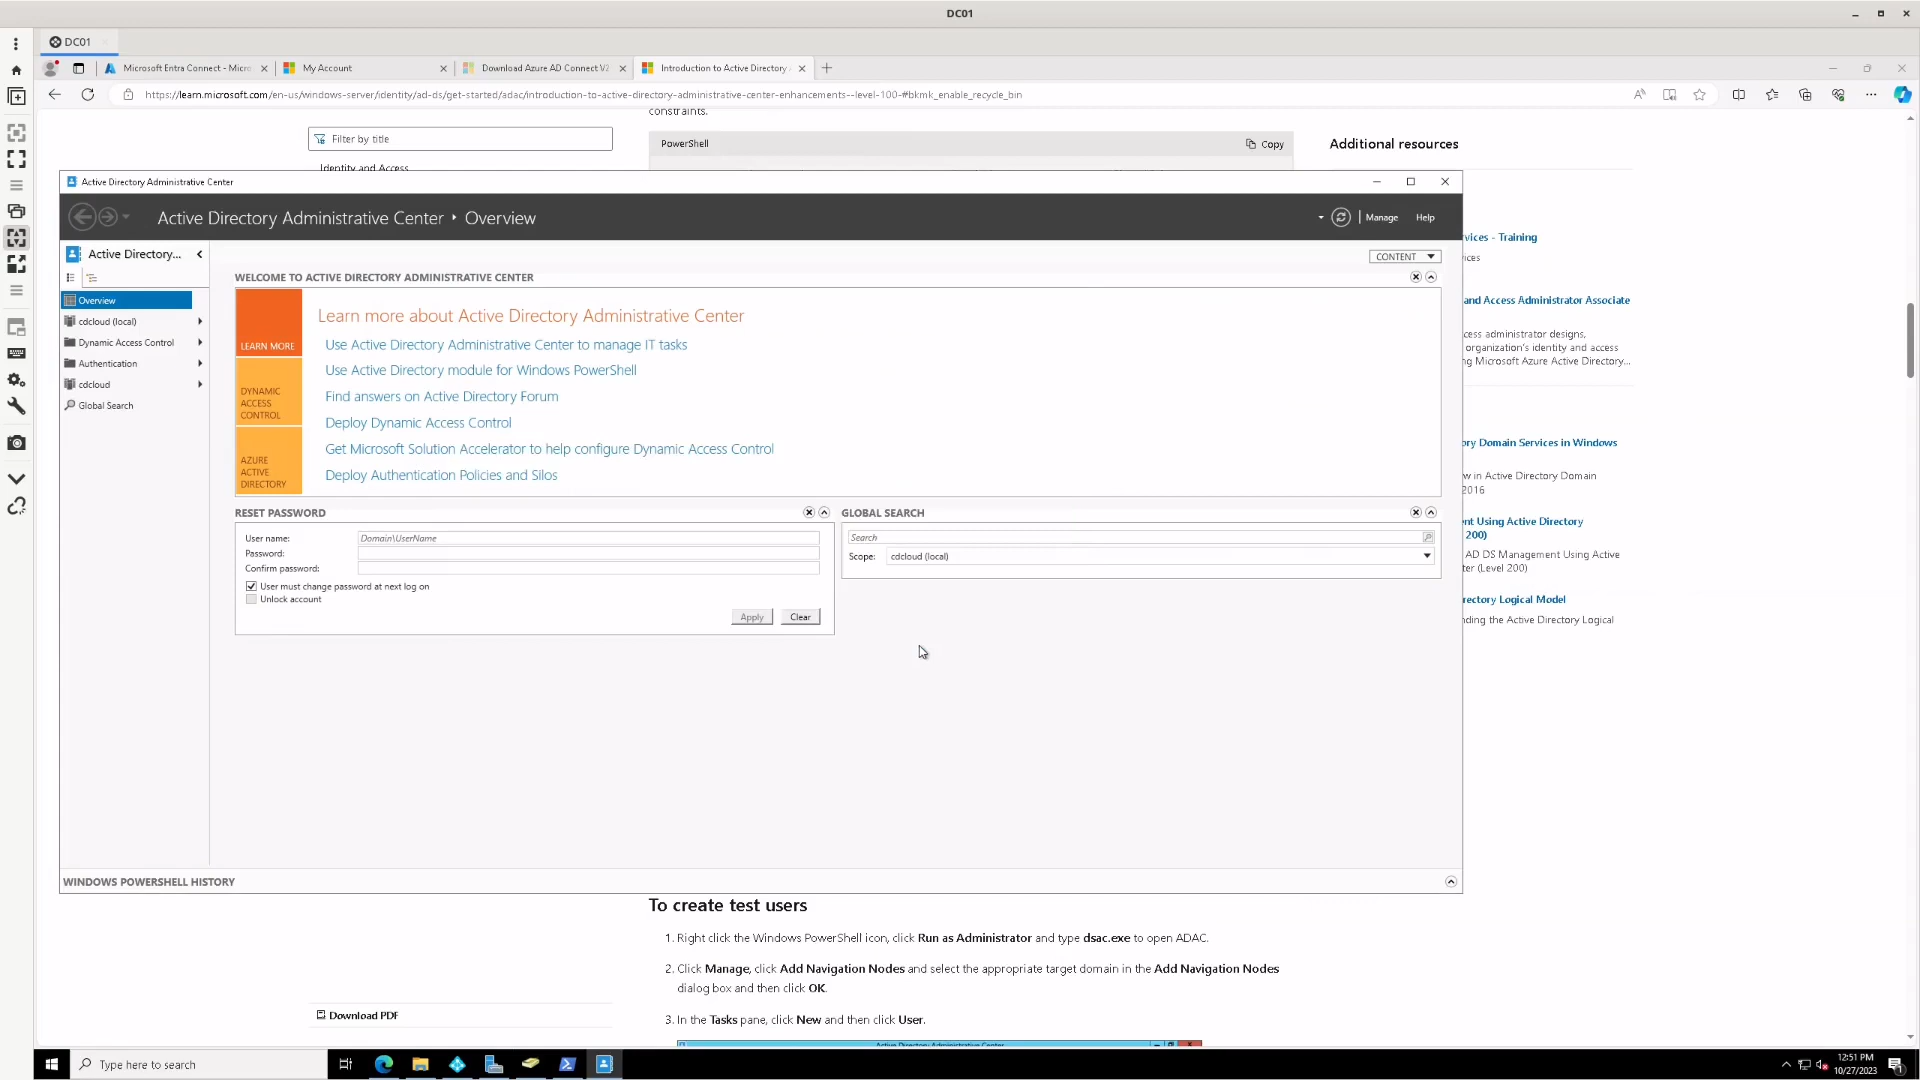 DC01
DC01
Microsoft Entra Connect - Micro
My Account
Download Azure AD Connect V2
Introduction to Active Directory
https://learn.microsoft.com/en-us/windows-server/identity/ad-ds/get-started/adac/introduction-to-active-directory-administrative-center-enhancements--level-100-#bkmk_enable_recycle_bin
constraints.
Filter by title
PowerShell
Copy
Additional resources
Identity and Access
Active Directory Administrative Center
Active Directory Administrative Center • Overview
Manage
Help
Active Directory...
CONTENT
WELCOME TO ACTIVE DIRECTORY ADMINISTRATIVE CENTER
Overview
cdcloud (local)
Dynamic Access Control
Authentication
cdcloud
Global Search
LEARN MORE
DYNAMIC
ACCESS
CONTROL
AZURE
ACTIVE
DIRECTORY
Learn more about Active Directory Administrative Center
Use Active Directory Administrative Center to manage IT tasks
Use Active Directory module for Windows PowerShell
Find answers on Active Directory Forum
Deploy Dynamic Access Control
Get Microsoft Solution Accelerator to help configure Dynamic Access Control
Deploy Authentication Policies and Silos
RESET PASSWORD
User name:
Domain\UserName
Password:
Confirm password:
User must change password at next log on
Unlock account
Apply
Clear
GLOBAL SEARCH
Search
Scope:
cdcloud (local)
WINDOWS POWERSHELL HISTORY
vices - Training
ices
and Access Administrator Associate
cess administrator designs,
organization's identity and access
ng Microsoft Azure Active Directory...
ory Domain Services in Windows
w in Active Directory Domain
2016
nt Using Active Directory
200)
AD DS Management Using Active
ter (Level 200)
rectory Logical Model
nding the Active Directory Logical
To create test users
1. Right click the Windows PowerShell icon, click Run as Administrator and type dsac.exe to open ADAC.
2. Click Manage, click Add Navigation Nodes and select the appropriate target domain in the Add Navigation Nodes
dialog box and then click OK.
3. In the Tasks pane, click New and then click User.
Download PDF
Active Directory Administrative Center
Type here to search
12:51 PM
10/27/2023
1